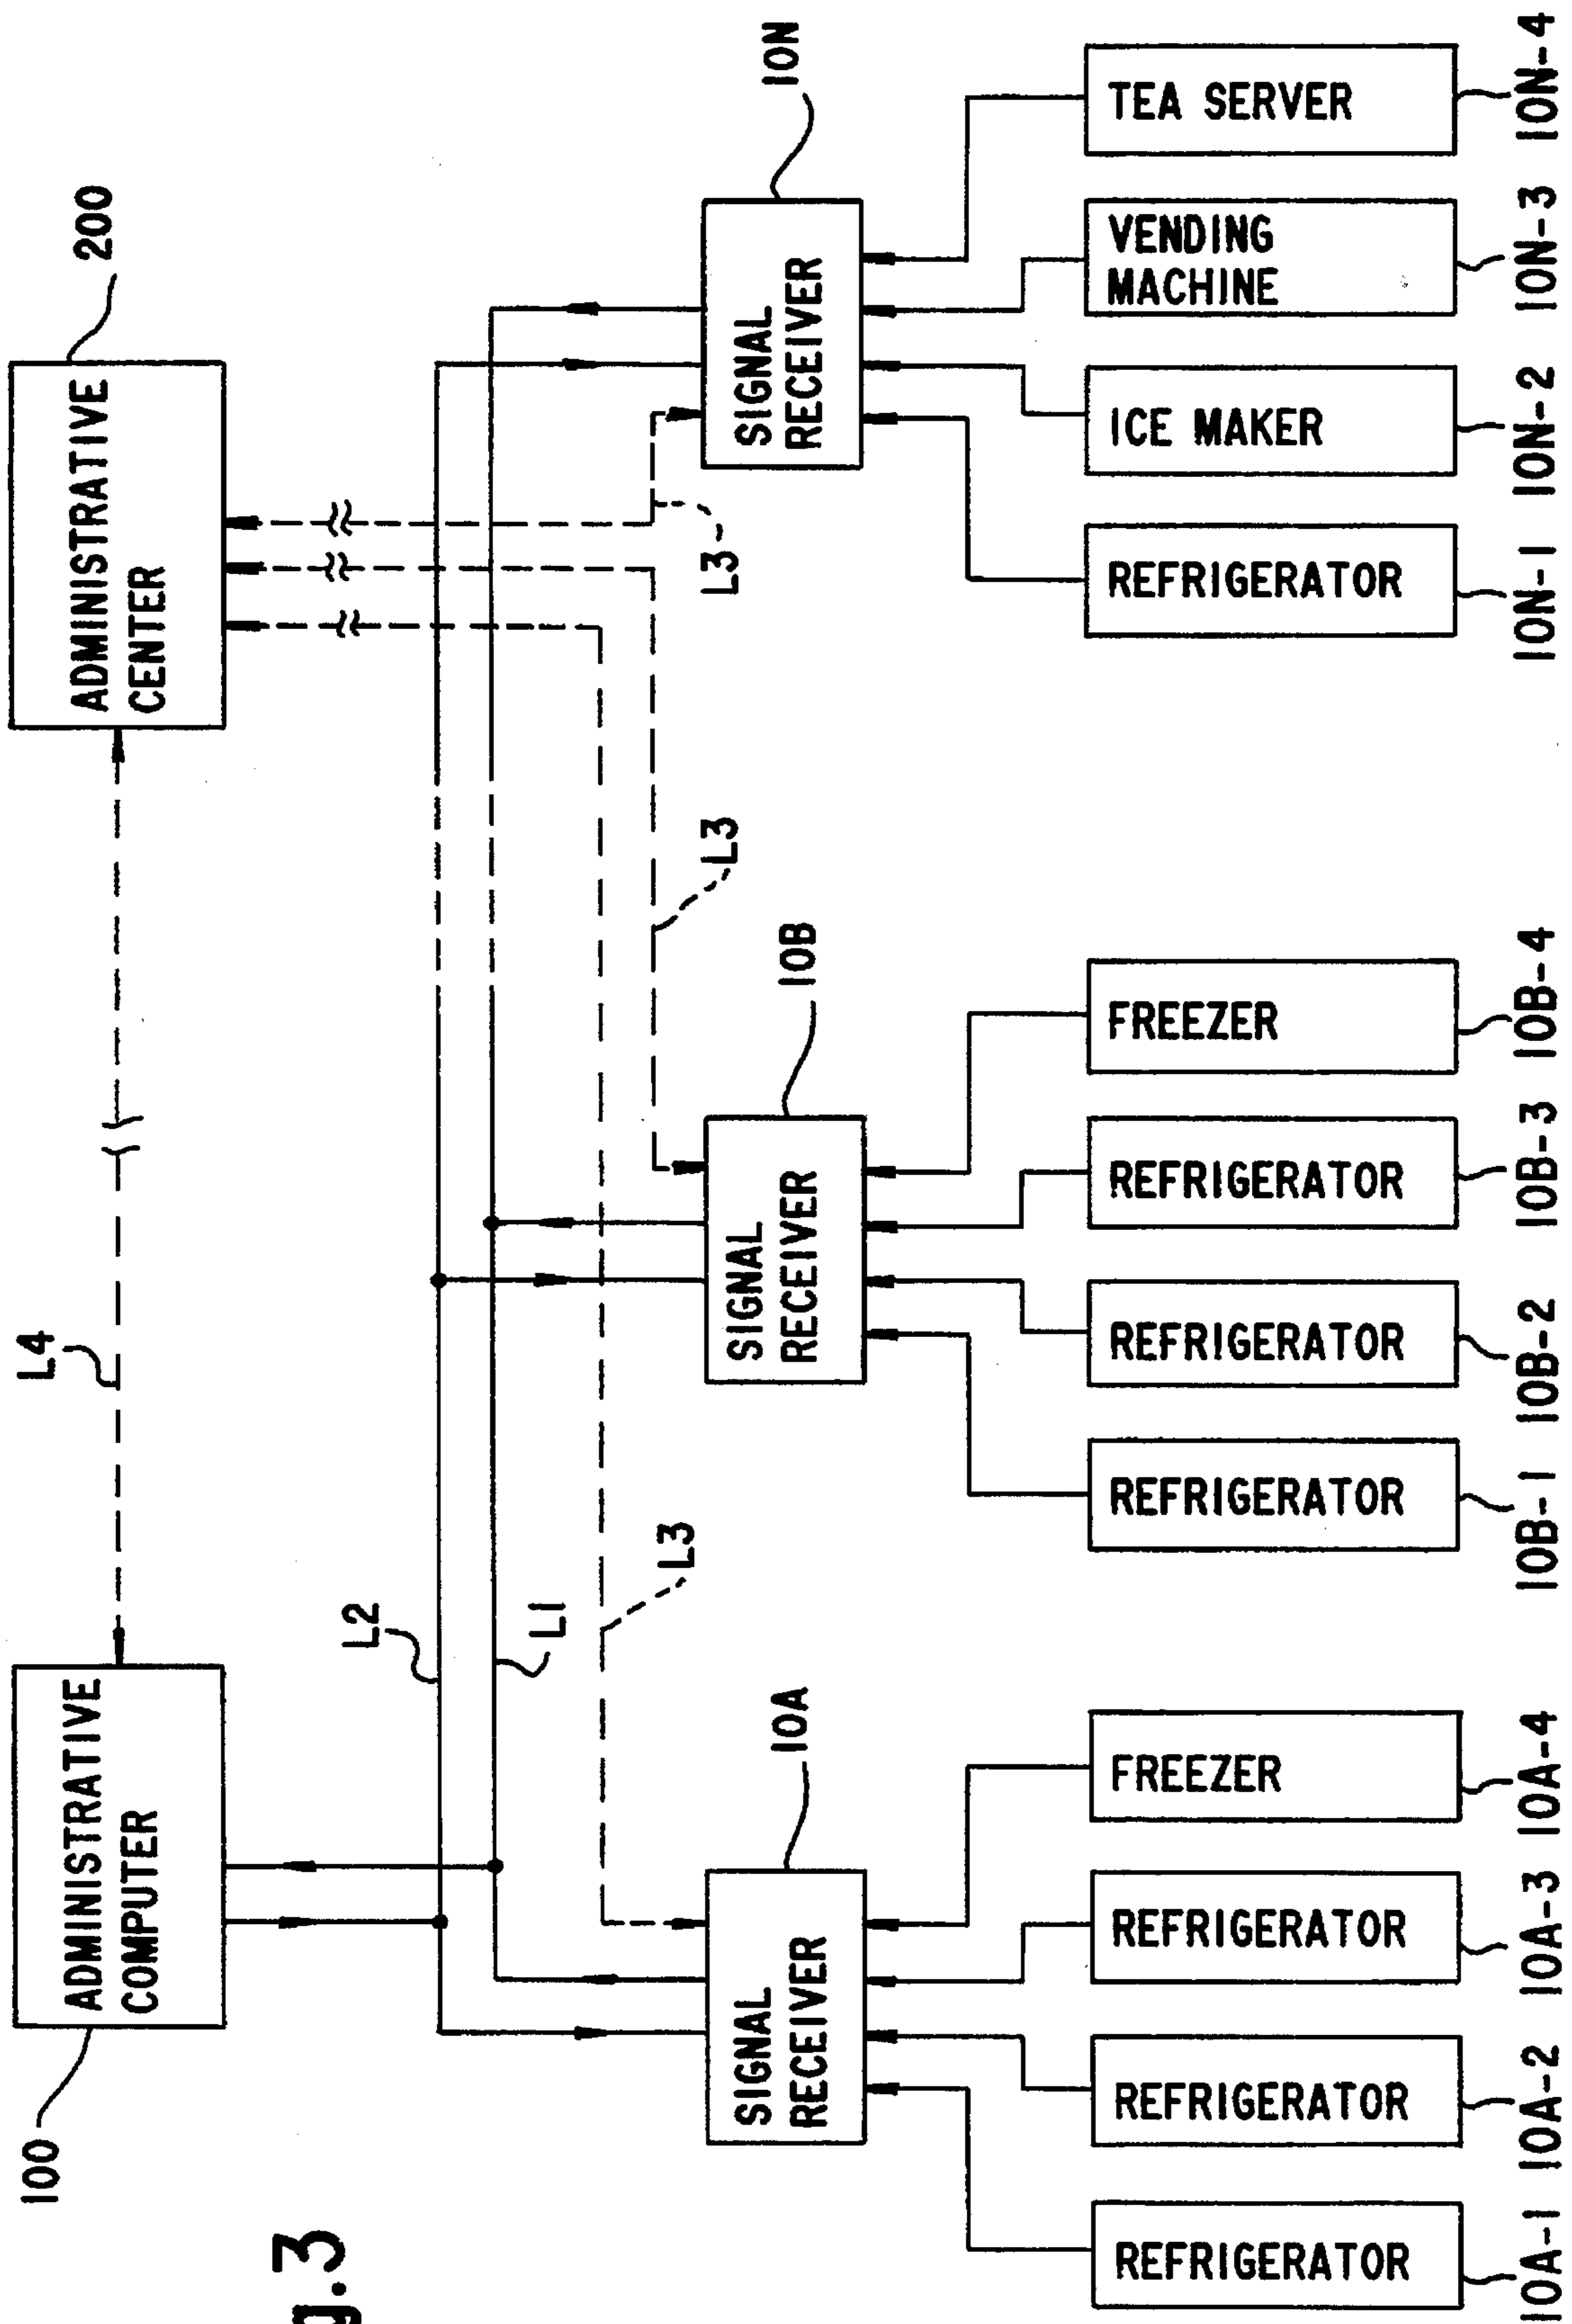 g.3
100
ADMINISTRATIVE
COMPUTER
L4
200
ADMINISTRATIVE
CENTER
L2
L1
L3
L3
L3
10A
SIGNAL
RECEIVER
10B
SIGNAL
RECEIVER
10N
SIGNAL
RECEIVER
REFRIGERATOR
REFRIGERATOR
REFRIGERATOR
FREEZER
REFRIGERATOR
REFRIGERATOR
REFRIGERATOR
FREEZER
REFRIGERATOR
ICE MAKER
VENDING
MACHINE
TEA SERVER
10A-1
10A-2
10A-3
10A-4
10B-1
10B-2
10B-3
10B-4
10N-1
10N-2
10N-3
10N-4